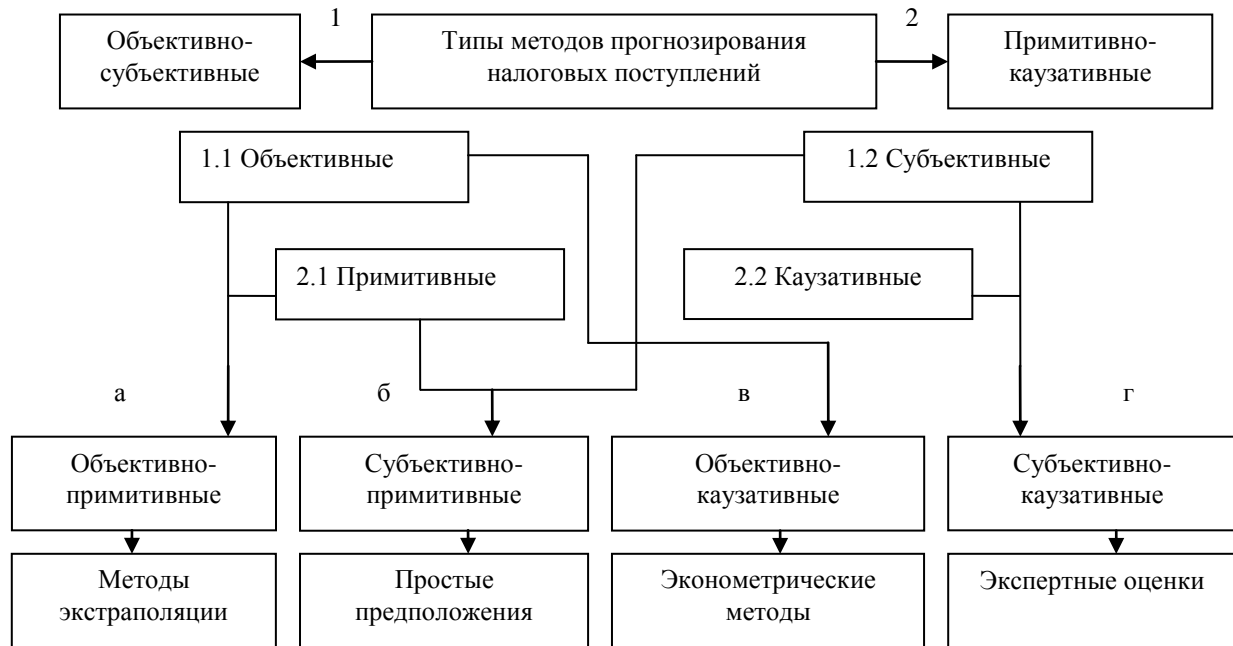 1
2
Объективно-
субъективные
Типы методов прогнозирования
налоговых поступлений
Примитивно-
каузативные
1.1 Объективные
1.2 Субъективные
2.1 Примитивные
2.2 Каузативные
а
б
в
г
Объективно-
примитивные
Субъективно-
примитивные
Объективно-
каузативные
Субъективно-
каузативные
Методы
экстраполяции
Простые
предположения
Эконометрические
методы
Экспертные оценки